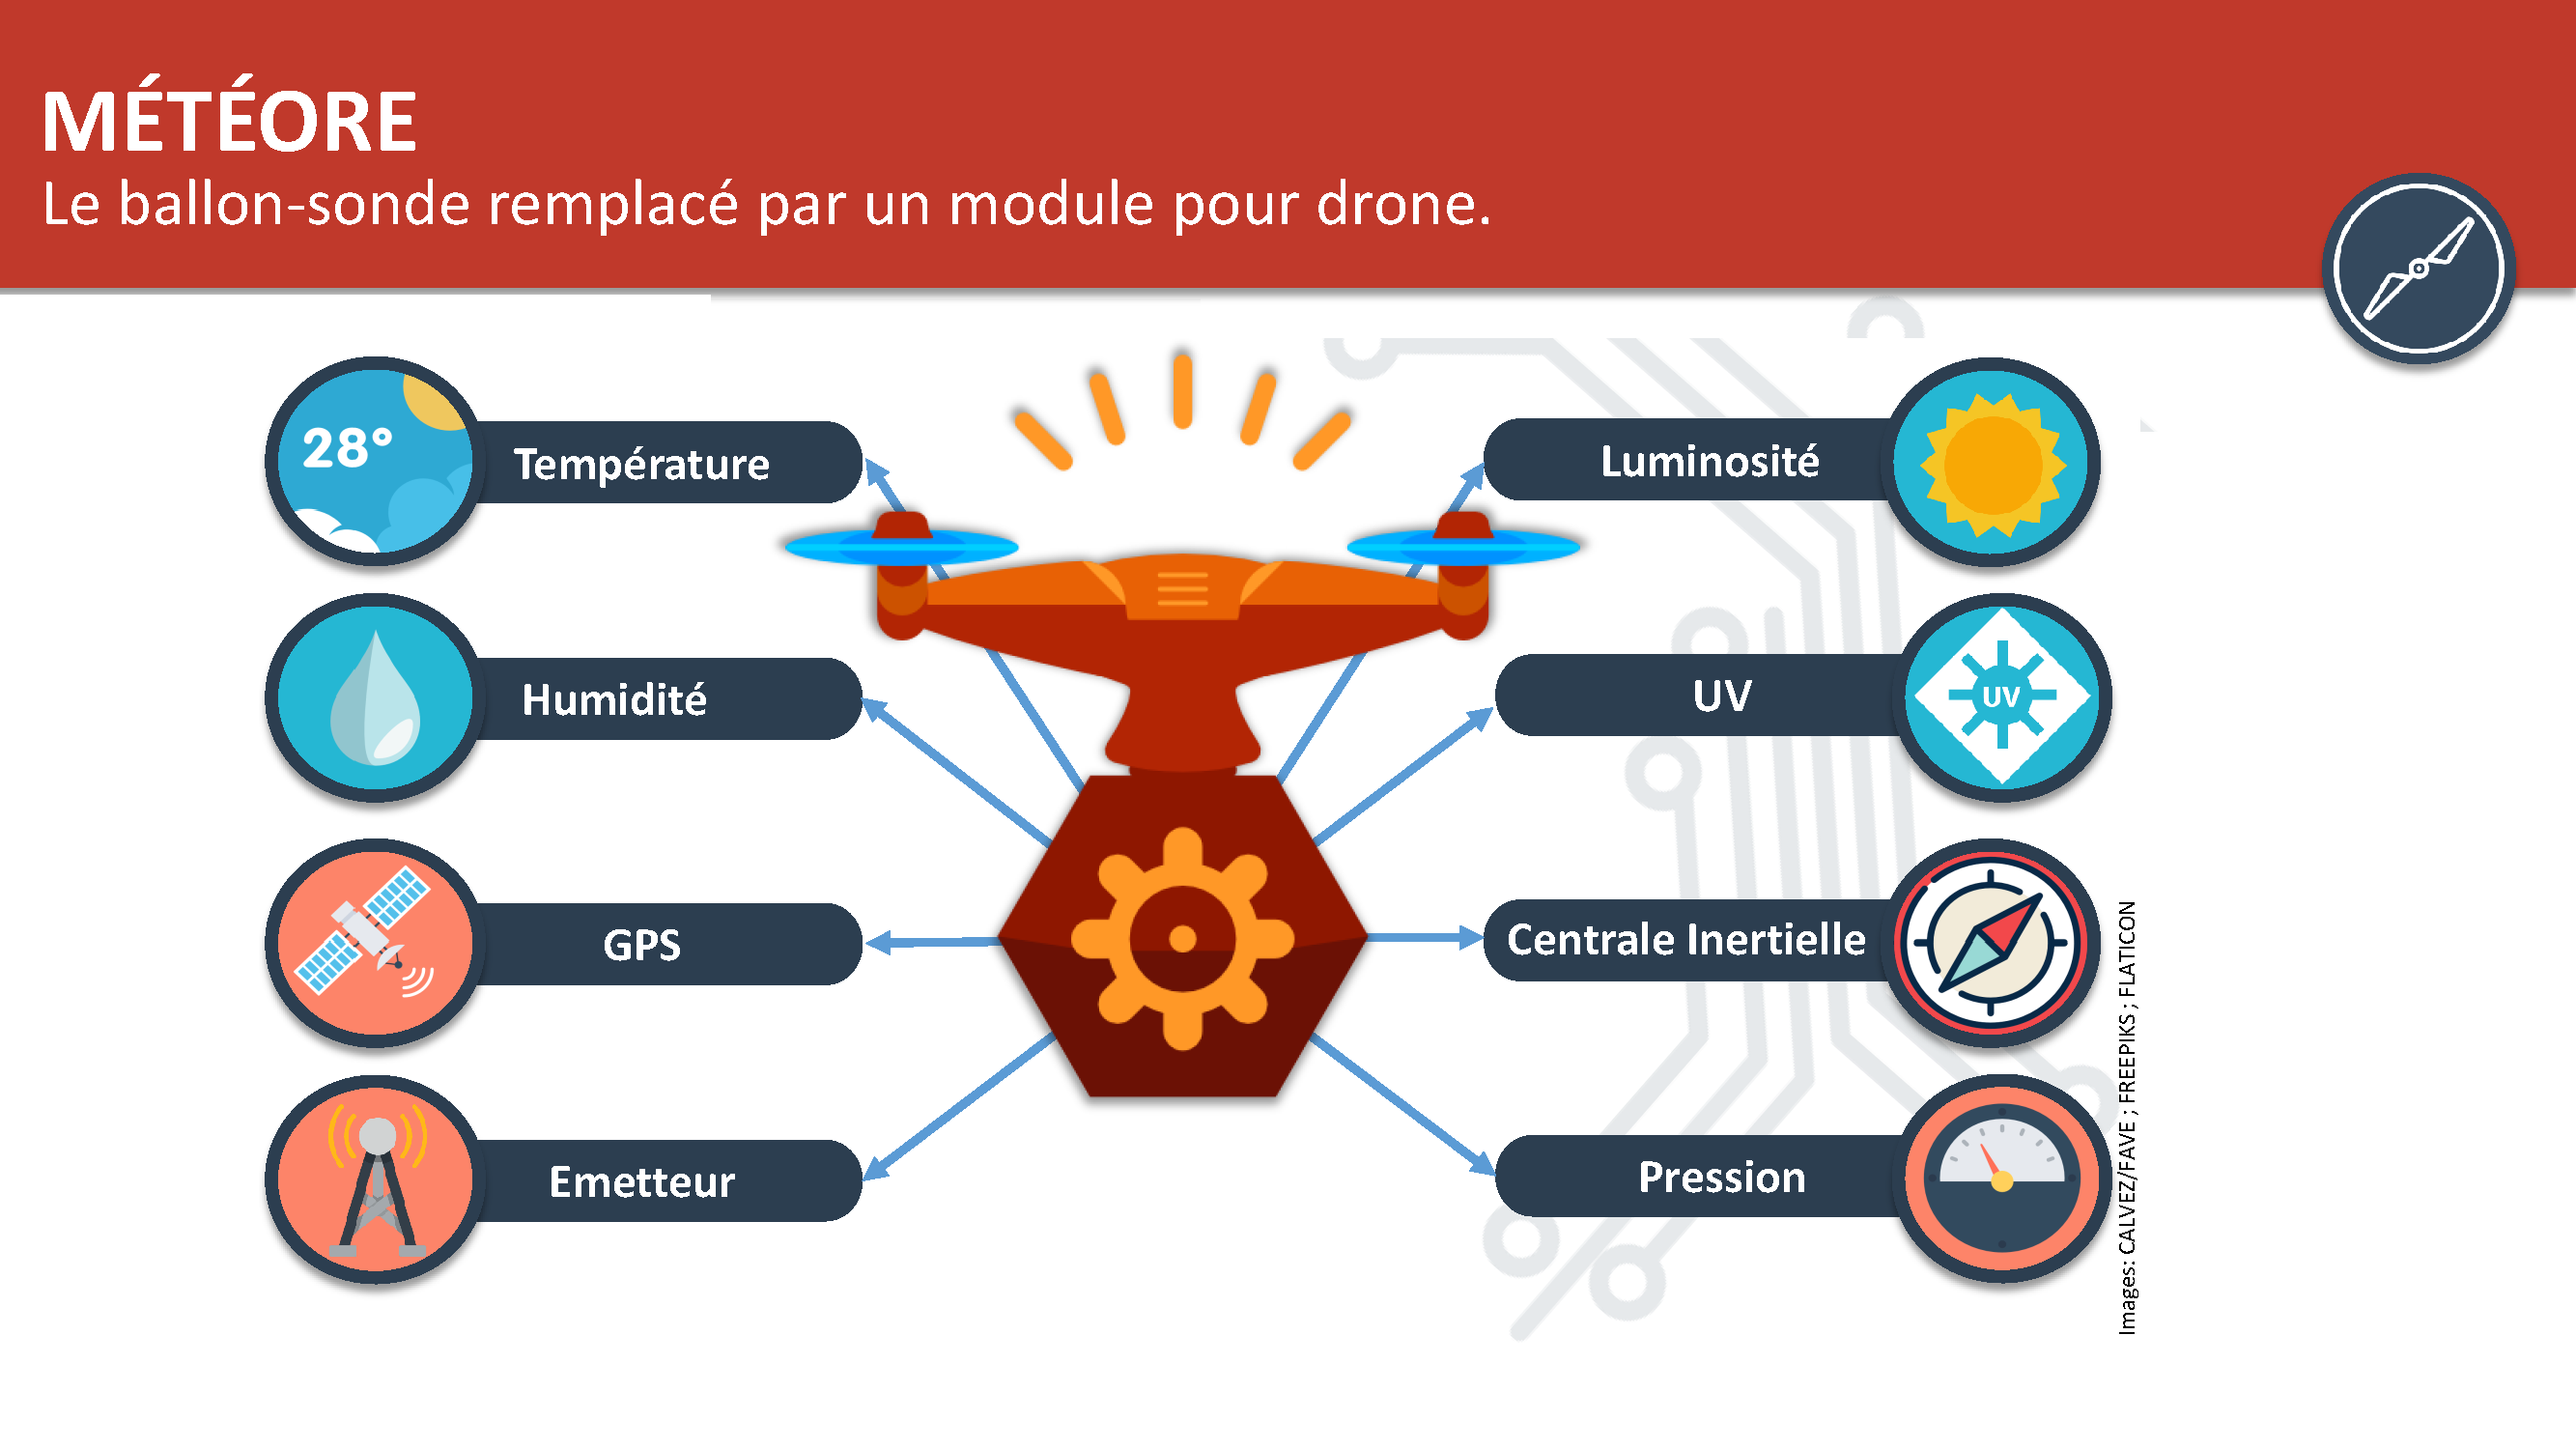 MÉTÉORE
Le ballon-sonde remplacé par un module pour drone.
28°
Température
Humidité
GPS
Emetteur
Luminosité
UV
UV
Centrale Inertielle
Pression
Images: CALVEZ/FAVE ; FREEPIKS ; FLATICON